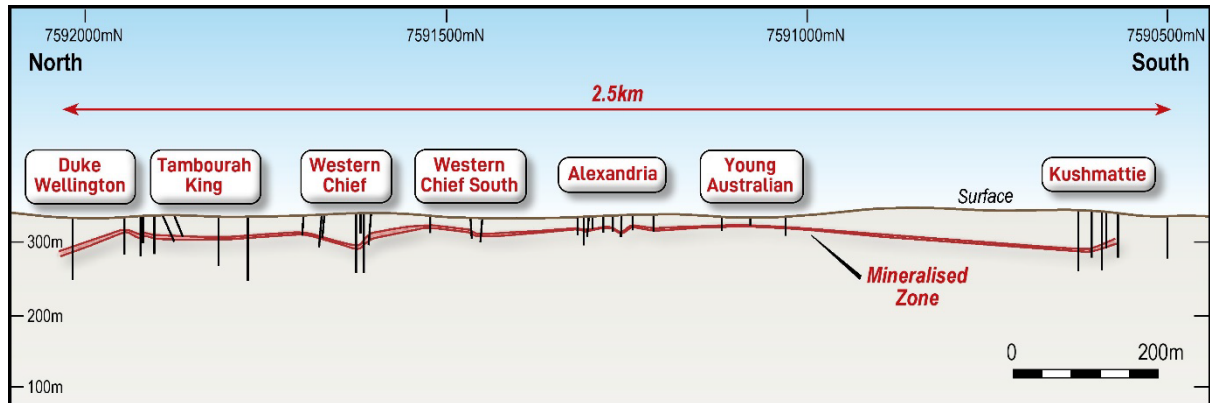 7592000mN 7591500mN 7591000mN 7590500mN
North South
2.5km
Duke
Wellington
Tambourah
King
Western
Chief
Western
Chief South
Alexandria
Young
Australian
Kushmattie
Surface
300m
Mineralised
Zone
200m
0 200m
100m